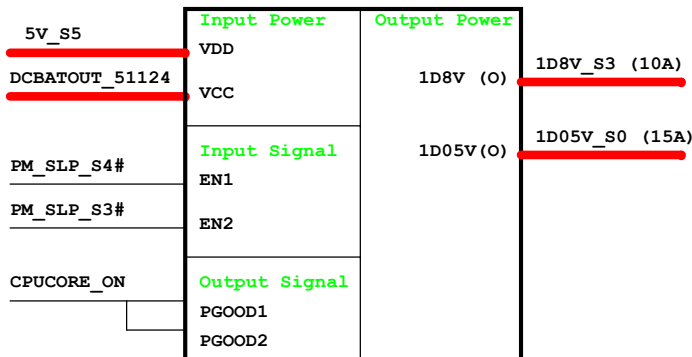 Input Power
Output Power
5V_S5
VDD
DCBATOUT_51124
VCC
1D8V (O)
1D8V_S3 (10A)
Input Signal
1D05V(O)
1D05V_S0 (15A)
PM_SLP_S4#
EN1
PM_SLP_S3#
EN2
CPUCORE_ON
Output Signal
PGOOD1
PGOOD2